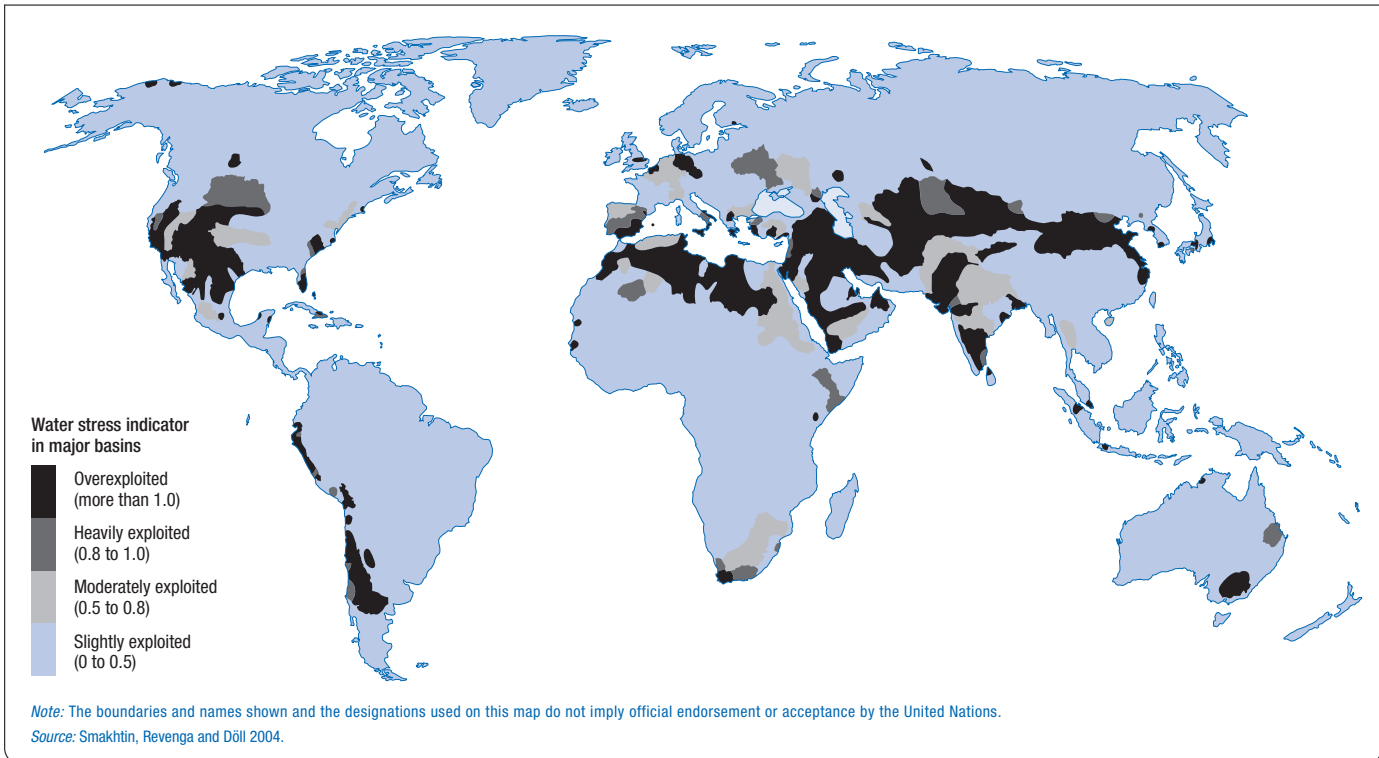 Water stress indicator
in major basins
Overexploited
(more than 1.0)
Heavily exploited
(0.8 to 1.0)
Moderately exploited
(0.5 to 0.8)
Slightly exploited
(0 to 0.5)
Note: The boundaries and names shown and the designations used on this map do not imply official endorsement or acceptance by the United Nations.
Source: Smakhtin, Revenga and Döll 2004.